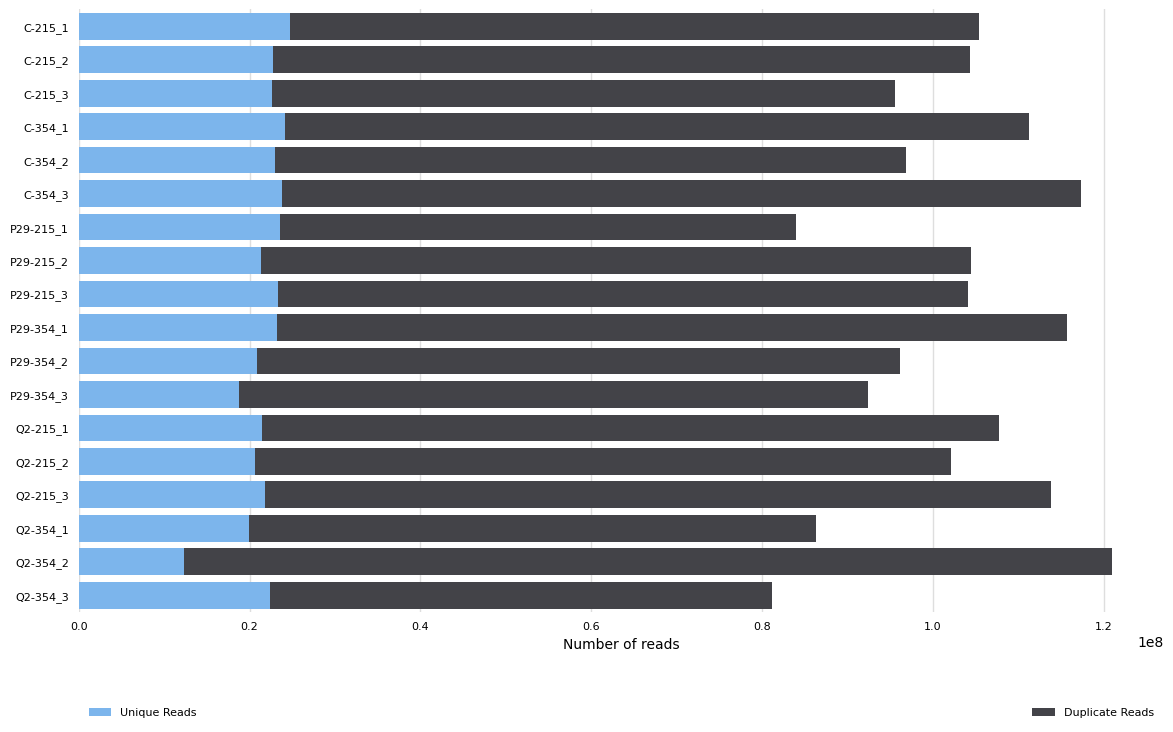 C-215_1
C-215_2
C-215_3
C-354_1
C-354_2
C-354_3
P29-215_1
P29-215_2
P29-215_3
P29-354_1
P29-354_2
P29-354_3
Q2-215_1
Q2-215_2
Q2-215_3
Q2-354_1
Q2-354_2
Q2-354_3
0.0 0.2 0.4 0.6 0.8 1.0 1.2
Number of reads
1e8
Unique Reads Duplicate Reads